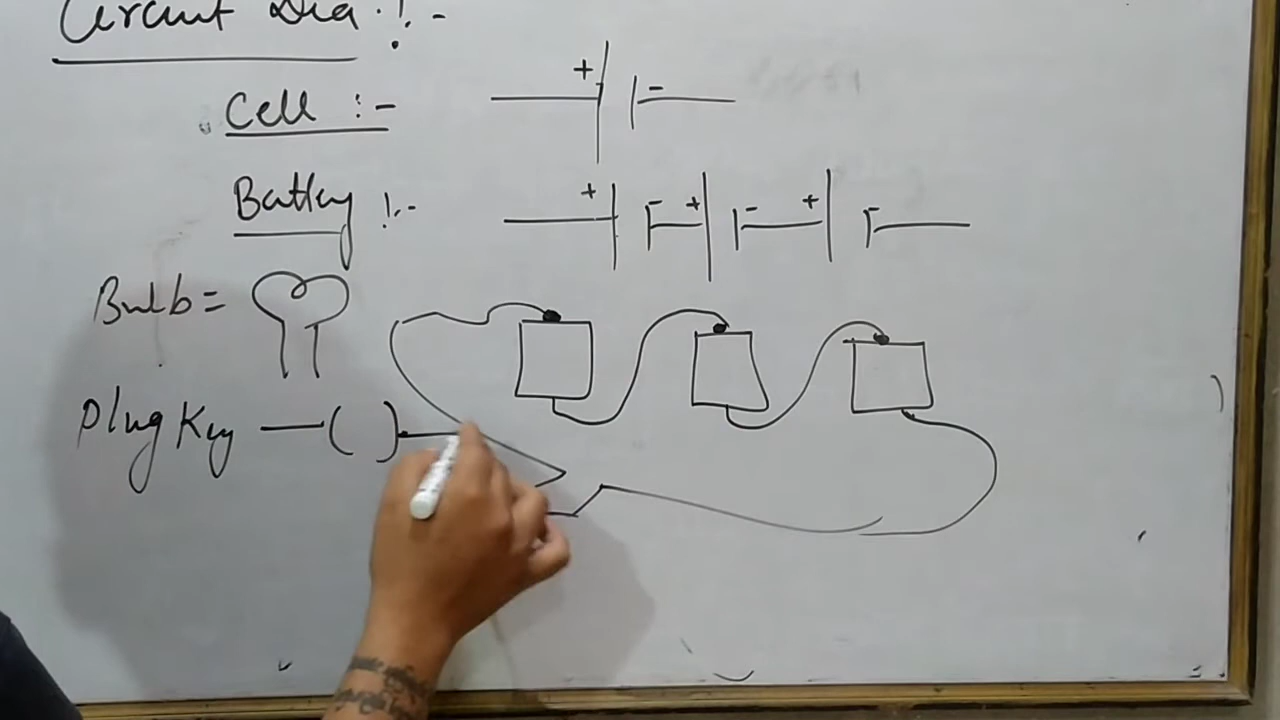 Circuit Dia :-
Cell :-
+ -
Battery :-
+ - + - + -
Bulb =
Plug Key —( )—